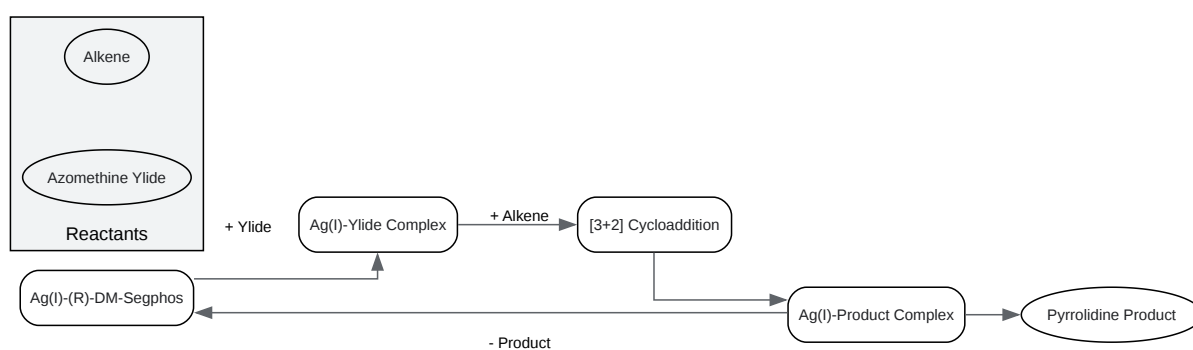 Alkene
Azomethine Ylide
Reactants
+ Ylide
Ag(I)-Ylide Complex
+ Alkene
[3+2] Cycloaddition
Ag(I)-(R)-DM-Segphos
Ag(I)-Product Complex
Pyrrolidine Product
- Product